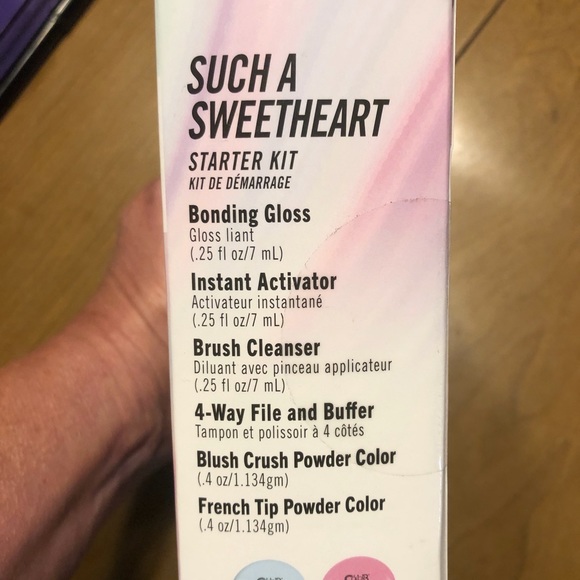 SUCH A
SWEETHEART
STARTER KIT
KIT DE DÉMARRAGE
Bonding Gloss
Gloss liant
(.25 fl oz/7 mL)
Instant Activator
Activateur instantané
(.25 fl oz/7 mL)
Brush Cleanser
Diluant avec pinceau applicateur
(.25 fl oz/7 mL)
4-Way File and Buffer
Tampon et polissoir à 4 côtés
Blush Crush Powder Color
(.4 oz/1.134gm)
French Tip Powder Color
(.4 oz/1.134gm)